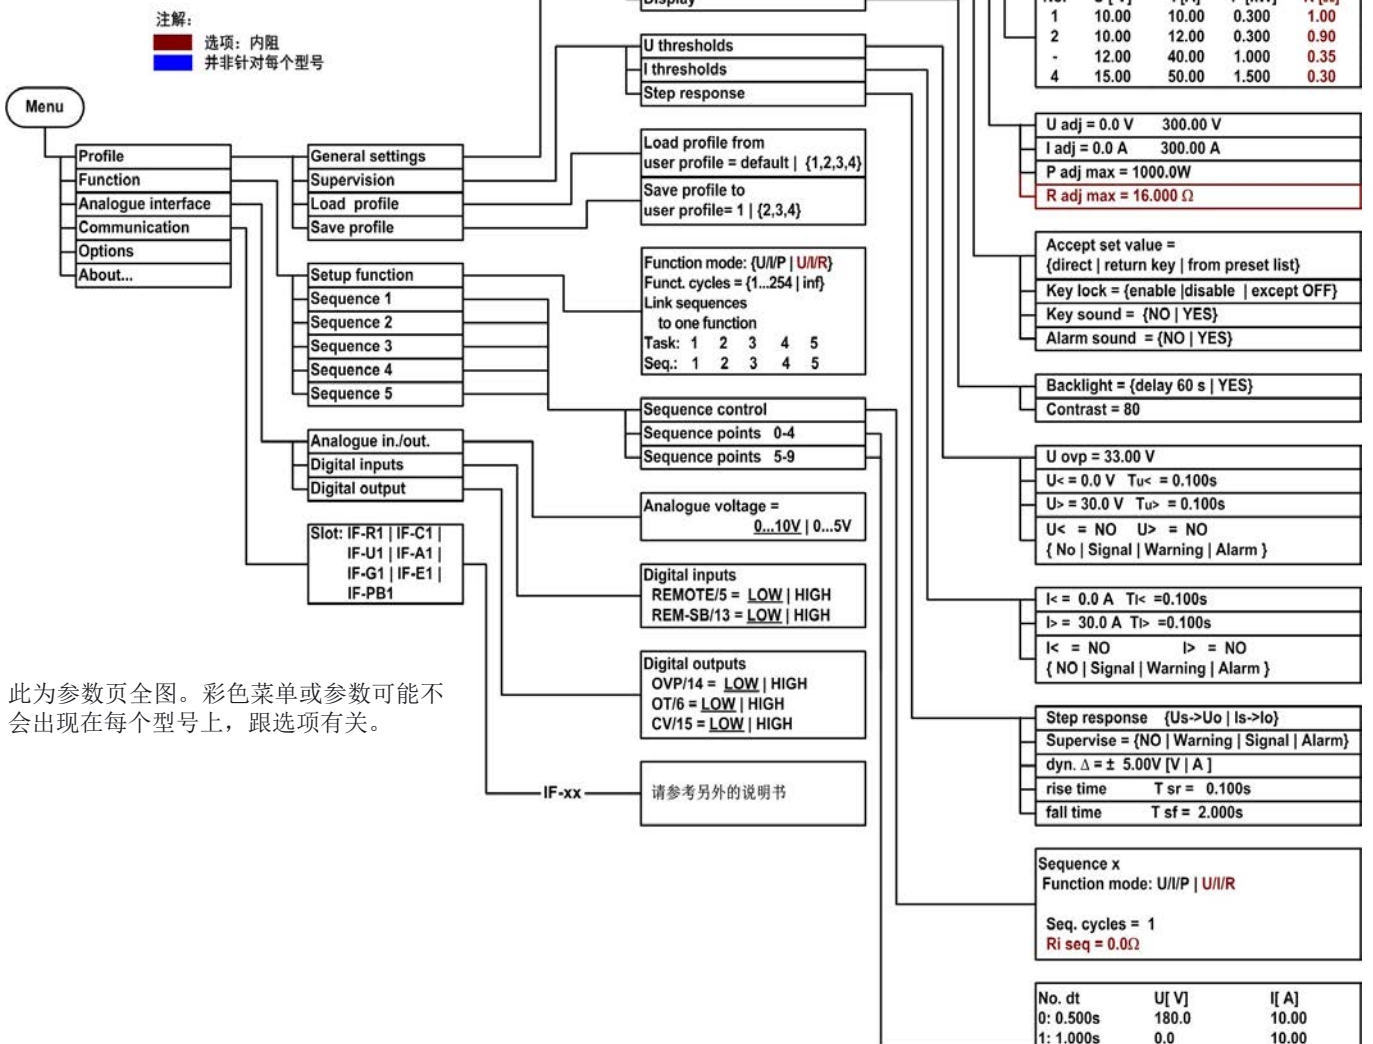 注解：
选项：内阻
并非针对每个型号
Menu
Profile
Function
Analogue interface
Communication
Options
About...
General settings
Supervision
Load profile
Save profile
Setup function
Sequence 1
Sequence 2
Sequence 3
Sequence 4
Sequence 5
Analogue in./out.
Digital inputs
Digital output
Slot: IF-R1 | IF-C1 |
IF-U1 | IF-A1 |
IF-G1 | IF-E1 |
IF-PB1
此为参数页全图。彩色菜单或参数可能不
会出现在每个型号上，跟选项有关。
IF-xx
Display
U thresholds
I thresholds
Step response
Load profile from
user profile = default | {1,2,3,4}
Save profile to
user profile= 1 | {2,3,4}
Function mode: {U/I/P | U/I/R}
Funct. cycles = {1...254 | inf}
Link sequences
to one function
Task: 1 2 3 4 5
Seq.: 1 2 3 4 5
Sequence control
Sequence points 0-4
Sequence points 5-9
Analogue voltage =
0...10V | 0...5V
Digital inputs
REMOTE/5 = LOW | HIGH
REM-SB/13 = LOW | HIGH
Digital outputs
OVP/14 = LOW | HIGH
OT/6 = LOW | HIGH
CV/15 = LOW | HIGH
请参考另外的说明书
1 10.00 10.00 0.300 1.00
2 10.00 12.00 0.300 0.90
- 12.00 40.00 1.000 0.35
4 15.00 50.00 1.500 0.30
U adj = 0.0 V 300.00 V
I adj = 0.0 A 300.00 A
P adj max = 1000.0W
R adj max = 16.000 Ω
Accept set value =
{direct | return key | from preset list}
Key lock = {enable |disable | except OFF}
Key sound = {NO | YES}
Alarm sound = {NO | YES}
Backlight = {delay 60 s | YES}
Contrast = 80
U ovp = 33.00 V
U< = 0.0 V Tu< = 0.100s
U> = 30.0 V Tu> = 0.100s
U< = NO U> = NO
{ No | Signal | Warning | Alarm }
I< = 0.0 A TI< =0.100s
I> = 30.0 A TI> =0.100s
I< = NO I> = NO
{ NO | Signal | Warning | Alarm }
Step response {Us->Uo | Is->Io}
Supervise = {NO | Warning | Signal | Alarm}
dyn. Δ = ± 5.00V [V | A ]
rise time T sr = 0.100s
fall time T sf = 2.000s
Sequence x
Function mode: U/I/P | U/I/R
Seq. cycles = 1
Ri seq = 0.0Ω
No. dt U[ V] I[ A]
0: 0.500s 180.0 10.00
1: 1.000s 0.0 10.00